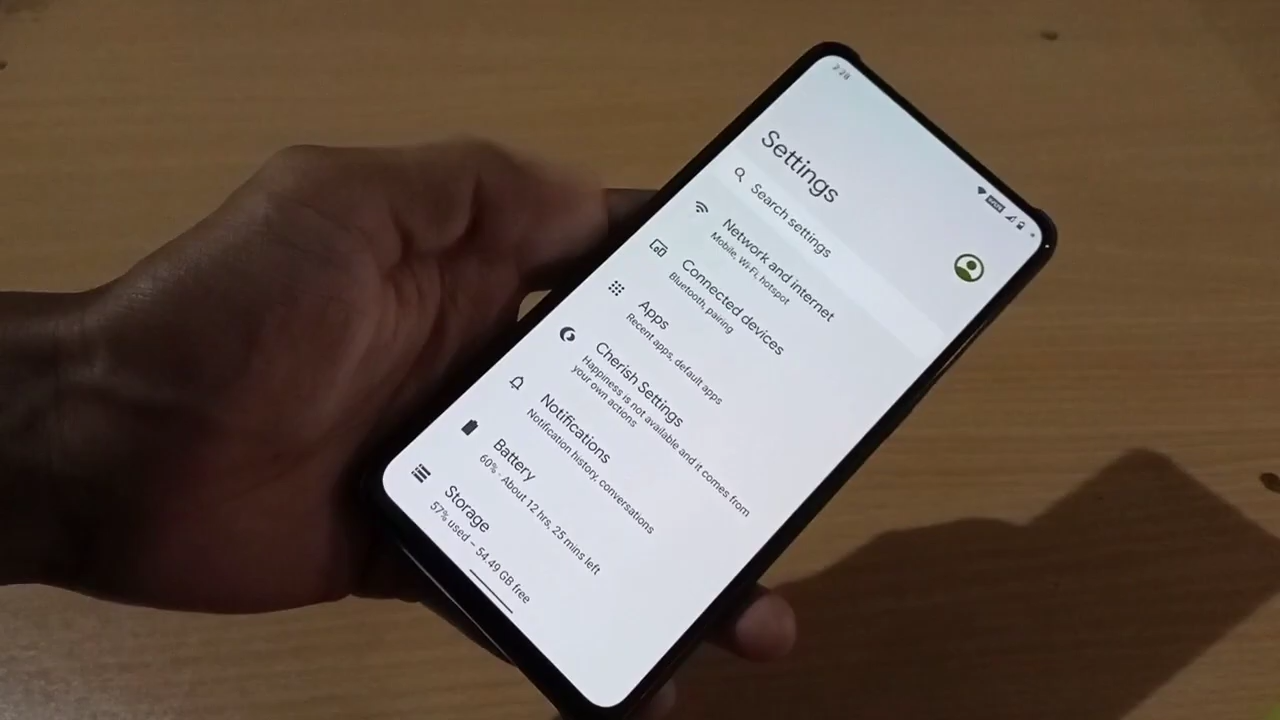 2:28
Settings
Search settings
Network and internet
Mobile, Wi-Fi, hotspot
Connected devices
Bluetooth, pairing
Apps
Recent apps, default apps
Cherish Settings
Happiness is not available and it comes from
your own actions
Notifications
Notification history, conversations
Battery
60% - About 12 hrs, 25 mins left
Storage
57% used - 54.49 GB free